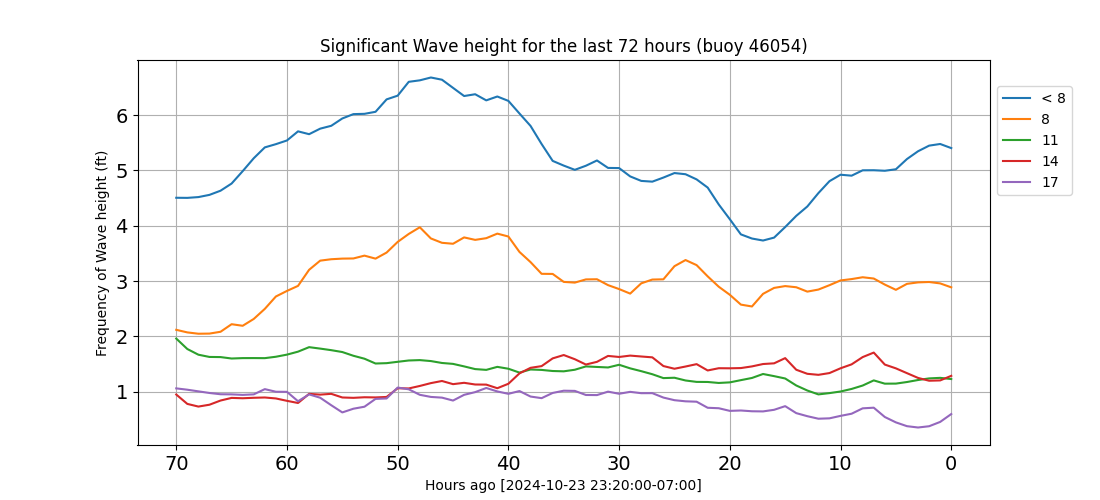 Significant Wave height for the last 72 hours (buoy 46054)
Frequency of Wave height (ft)
6
5
4
3
2
1
70 60 50 40 30 20 10 0
Hours ago [2024-10-23 23:20:00-07:00]
< 8
8
11
14
17